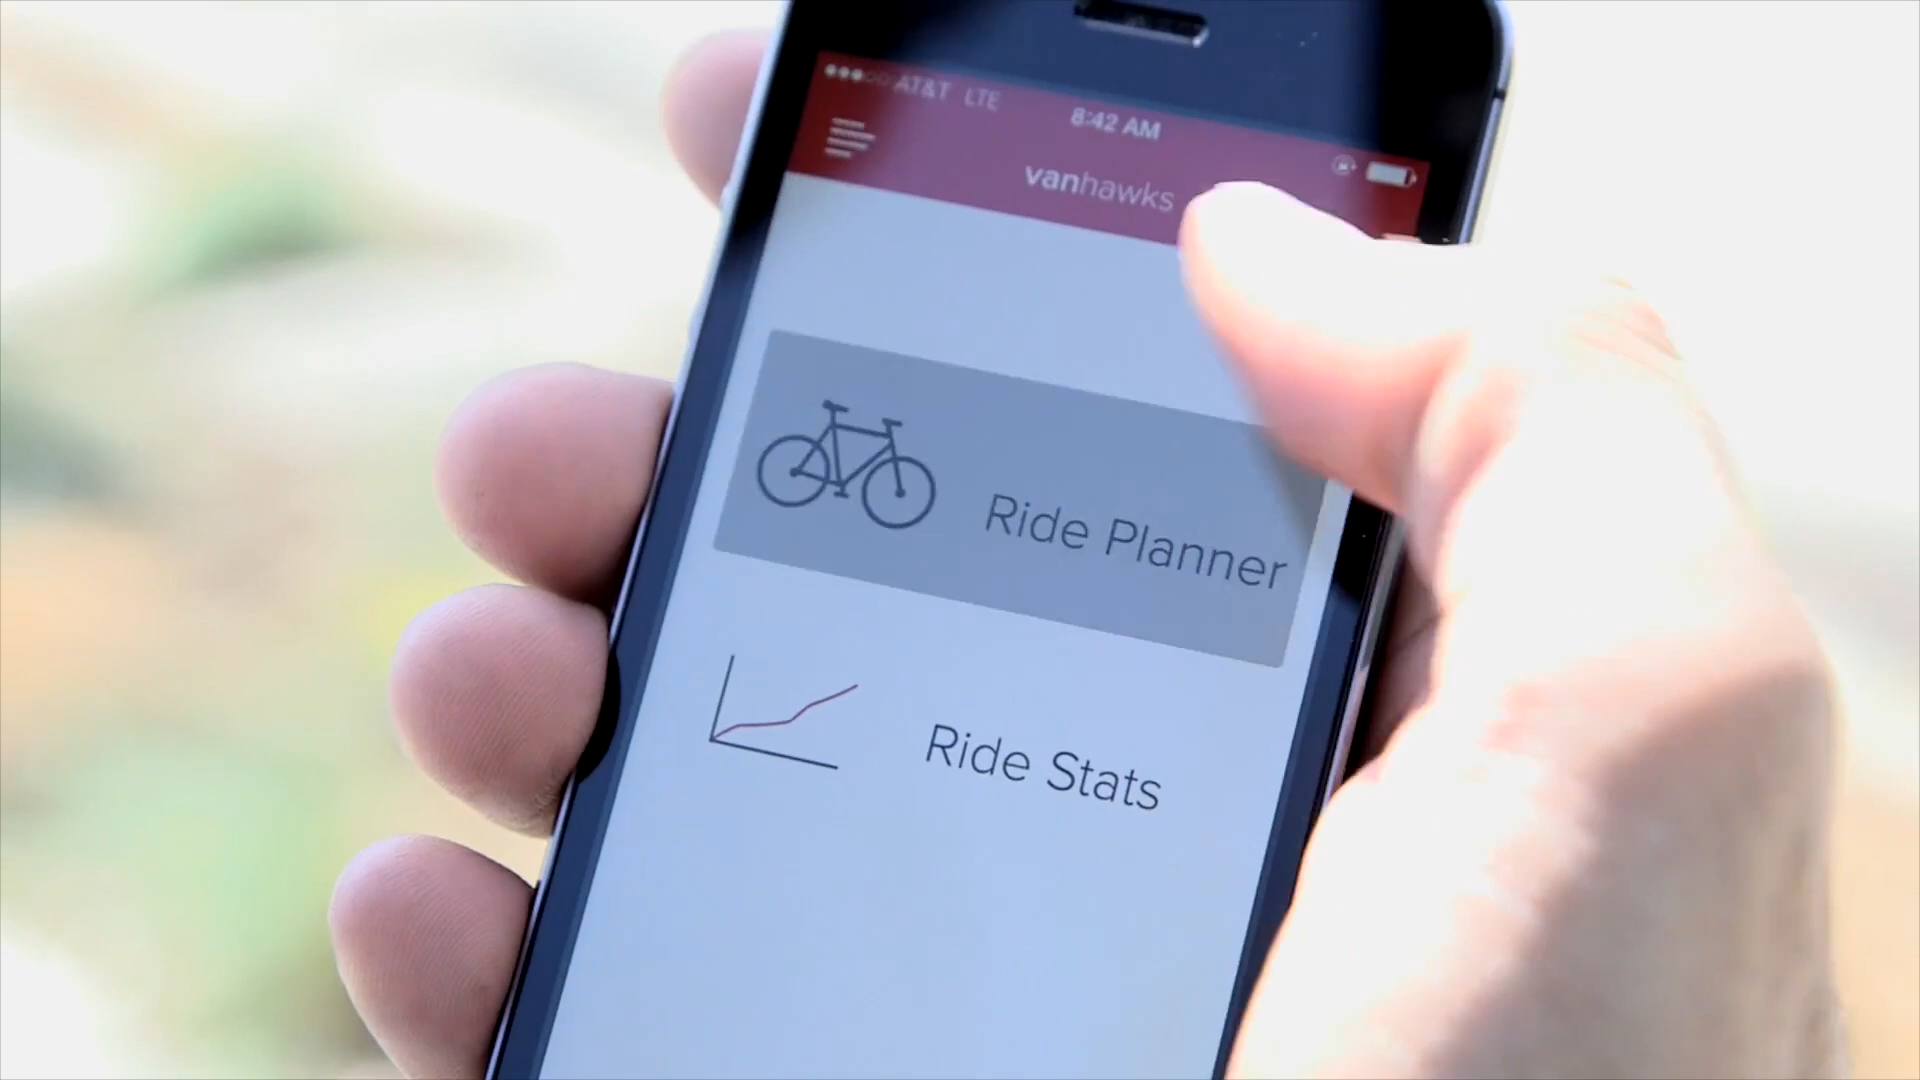 AT&T LTE
8:42 AM
vanhawks
Ride Planner
Ride Stats